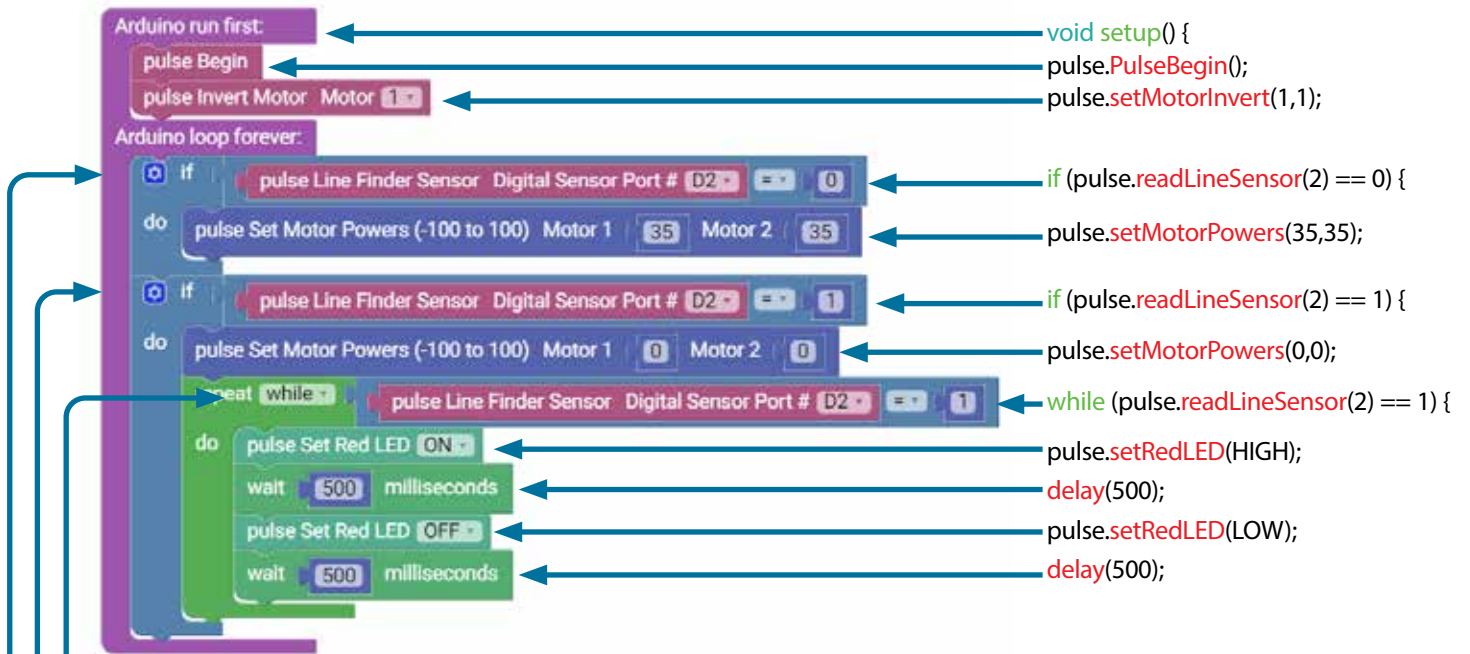 Arduino run first:
void setup() {
pulse Begin
pulse.PulseBegin();
pulse Invert Motor Motor 1
pulse.setMotorInvert(1,1);
Arduino loop forever:
if pulse Line Finder Sensor Digital Sensor Port # D2 = 0
if (pulse.readLineSensor(2) == 0) {
do pulse Set Motor Powers (-100 to 100) Motor 1 35 Motor 2 35
pulse.setMotorPowers(35,35);
if pulse Line Finder Sensor Digital Sensor Port # D2 = 1
if (pulse.readLineSensor(2) == 1) {
do pulse Set Motor Powers (-100 to 100) Motor 1 0 Motor 2 0
pulse.setMotorPowers(0,0);
while pulse Line Finder Sensor Digital Sensor Port # D2 = 1
while (pulse.readLineSensor(2) == 1) {
do pulse Set Red LED ON
pulse.setRedLED(HIGH);
wait 500 milliseconds
delay(500);
pulse Set Red LED OFF
pulse.setRedLED(LOW);
wait 500 milliseconds
delay(500);